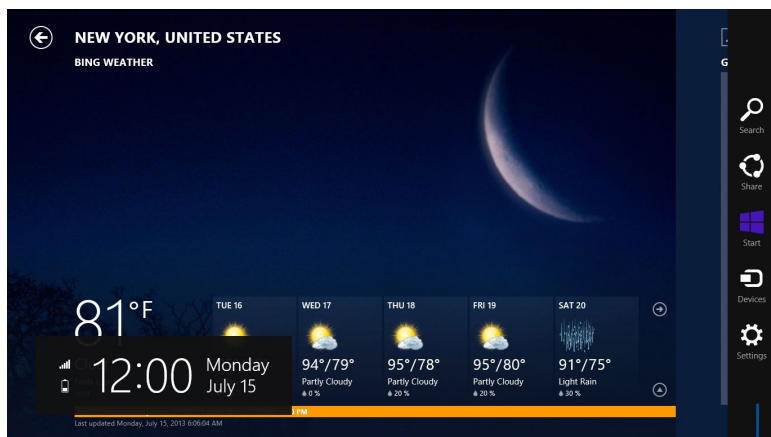 NEW YORK, UNITED STATES
BING WEATHER
G
Search
Share
Start
Devices
Settings
81°F
TUE 16
WED 17
94°/79°
Partly Cloudy
0 %
THU 18
95°/78°
Partly Cloudy
20 %
FRI 19
95°/80°
Partly Cloudy
20 %
SAT 20
91°/75°
Light Rain
30 %
12:00
Monday
July 15
PM
Last updated Monday, July 15, 2013 6:06:04 AM